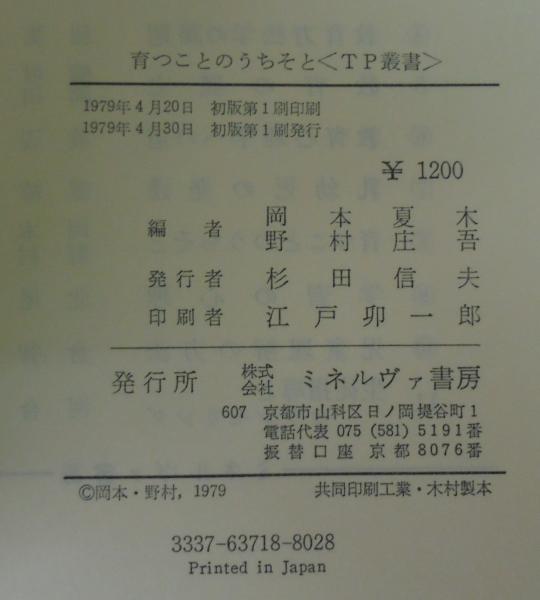 育つことのうちそと<TP叢書>
1979年4月20日 初版第1刷印刷
1979年4月30日 初版第1刷発行
¥ 1200
編者 岡本夏木
野村庄吾
発行者 杉田信夫
印刷者 江戸卯一郎
発行所 株式会社 ミネルヴァ書房
607 京都市山科区日ノ岡堤谷町1
電話代表 075 (581) 5191番
振替口座 京都8076番
©岡本・野村, 1979 共同印刷工業・木村製本
3337-63718-8028
Printed in Japan